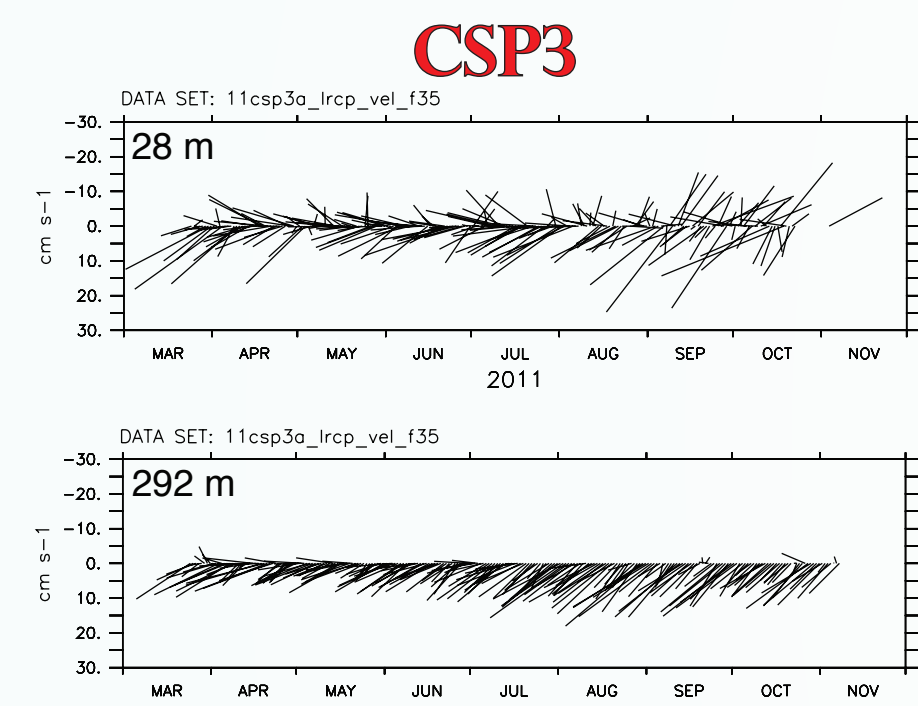 CSP3
DATA SET: 11csp3a_lrcp_vel_f35
28 m
cm s-1
-30.
-20.
-10.
0.
10.
20.
30.
MAR APR MAY JUN JUL AUG SEP OCT NOV
2011
DATA SET: 11csp3a_lrcp_vel_f35
292 m
cm s-1
-30.
-20.
-10.
0.
10.
20.
30.
MAR APR MAY JUN JUL AUG SEP OCT NOV